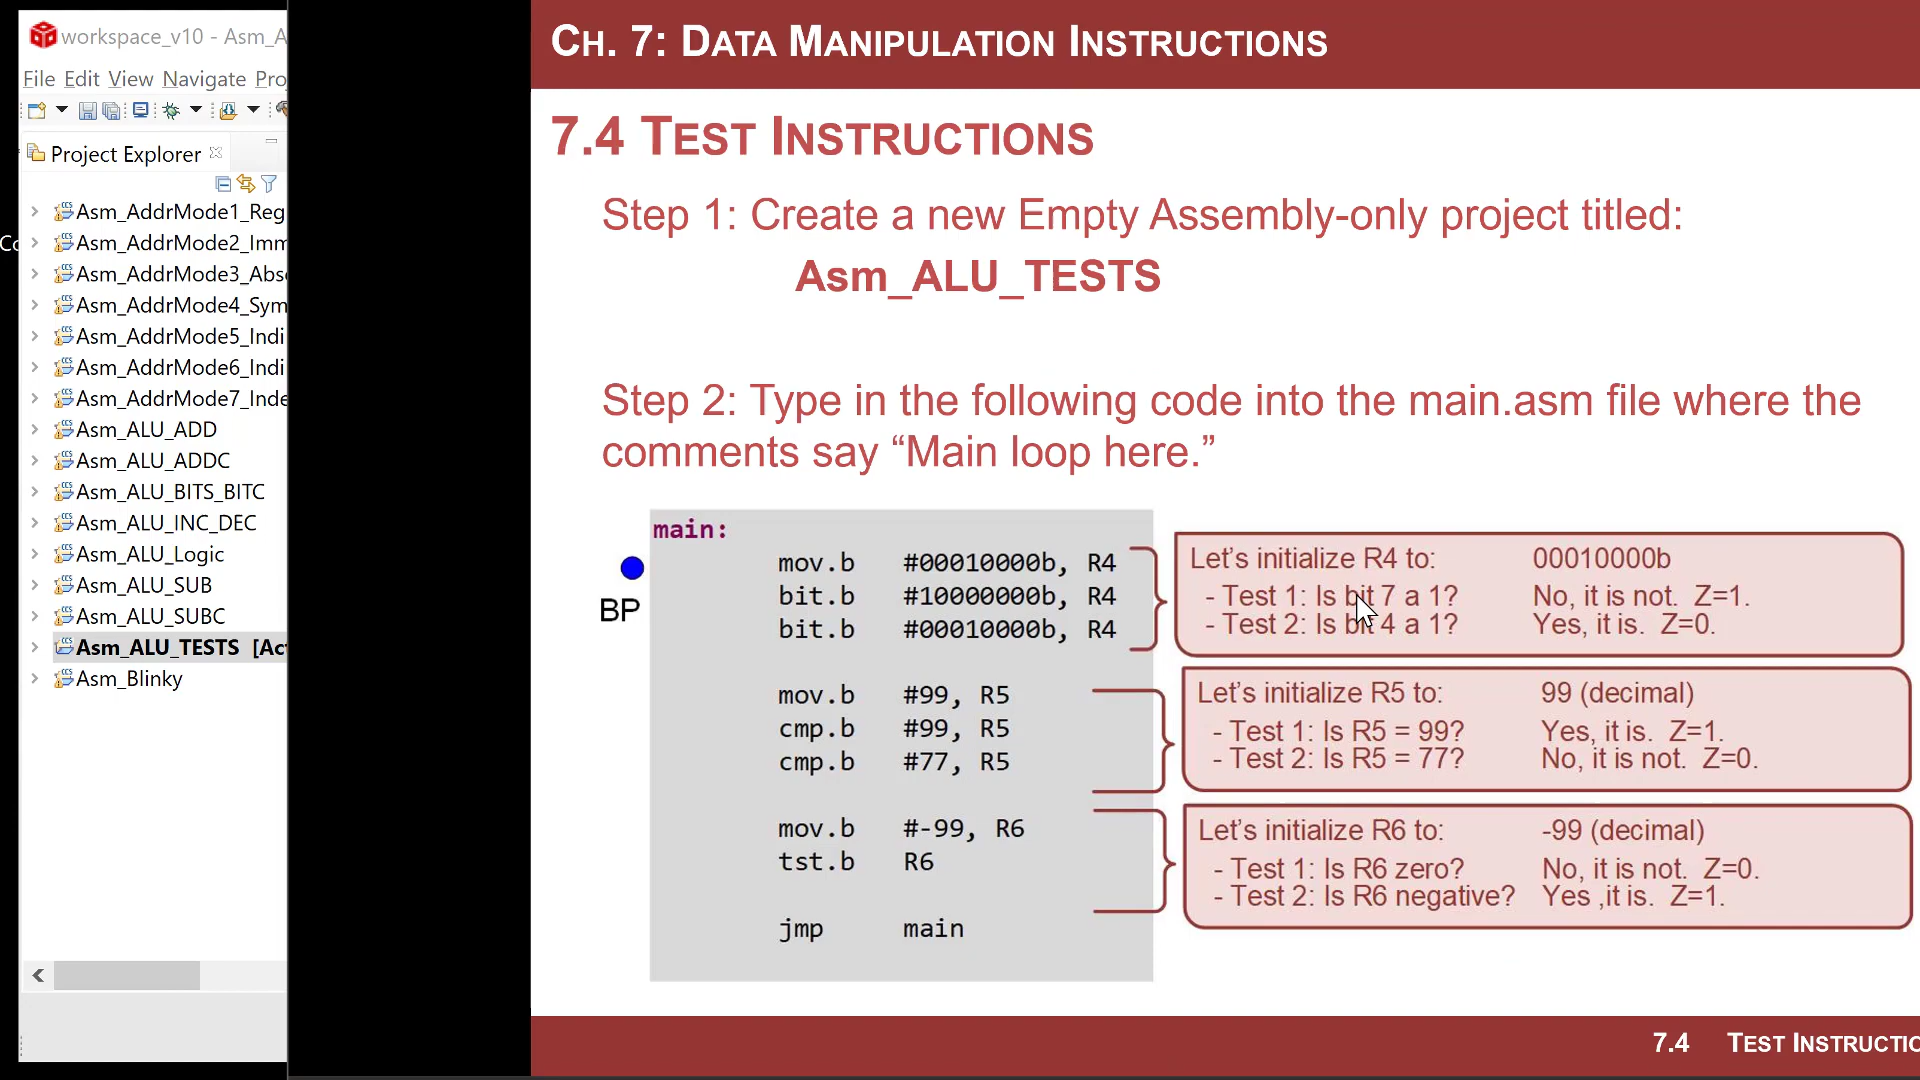 workspace_v10 - Asm_A
File Edit View Navigate Pro
Project Explorer
Asm_AddrMode1_Reg
Asm_AddrMode2_Imm
Co
Asm_AddrMode3_Abs
Asm_AddrMode4_Sym
Asm_AddrMode5_Indi
Asm_AddrMode6_Indi
Asm_AddrMode7_Inde
Asm_ALU_ADD
Asm_ALU_ADDC
Asm_ALU_BITS_BITC
Asm_ALU_INC_DEC
Asm_ALU_Logic
Asm_ALU_SUB
Asm_ALU_SUBC
Asm_ALU_TESTS [Act
Asm_Blinky
CH. 7: DATA MANIPULATION INSTRUCTIONS
7.4 TEST INSTRUCTIONS
Step 1: Create a new Empty Assembly-only project titled:
Asm_ALU_TESTS
Step 2: Type in the following code into the main.asm file where the
comments say “Main loop here.”
BP
main:
mov.b #00010000b, R4
bit.b #10000000b, R4
bit.b #00010000b, R4
mov.b #99, R5
cmp.b #99, R5
cmp.b #77, R5
mov.b #-99, R6
tst.b R6
jmp main
Let’s initialize R4 to: 00010000b
- Test 1: Is bit 7 a 1? No, it is not. Z=1.
- Test 2: Is bit 4 a 1? Yes, it is. Z=0.
Let’s initialize R5 to: 99 (decimal)
- Test 1: Is R5 = 99? Yes, it is. Z=1.
- Test 2: Is R5 = 77? No, it is not. Z=0.
Let’s initialize R6 to: -99 (decimal)
- Test 1: Is R6 zero? No, it is not. Z=0.
- Test 2: Is R6 negative? Yes ,it is. Z=1.
7.4 TEST INSTRUCTIO